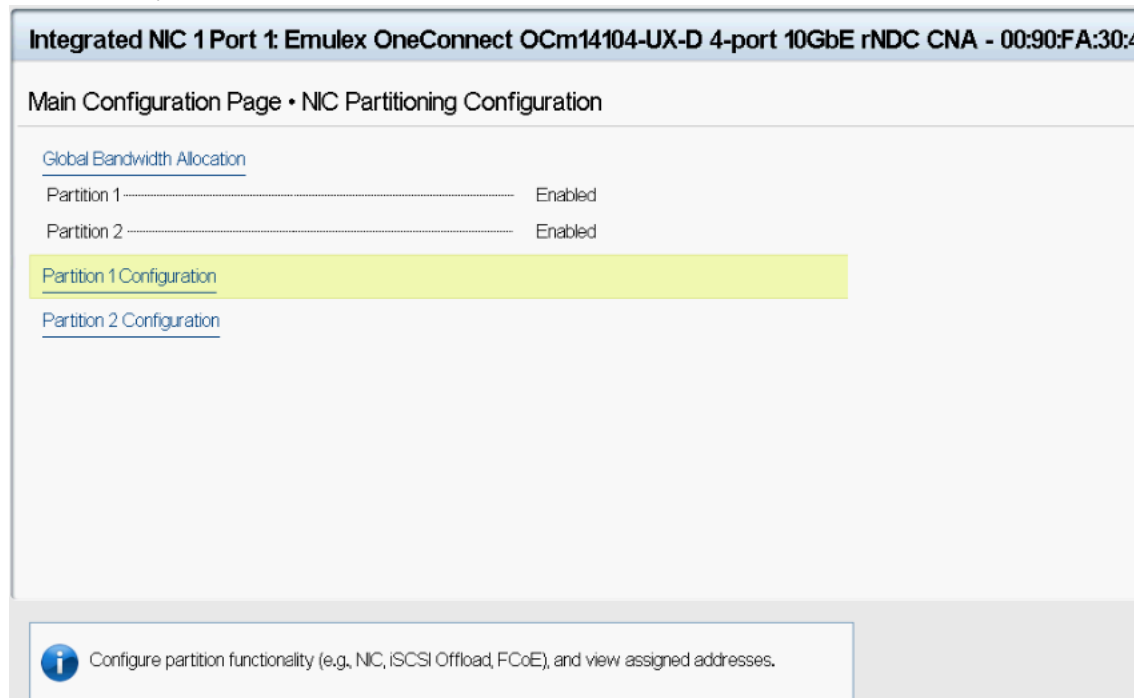 Integrated NIC 1 Port 1: Emulex OneConnect OCm14104-UX-D 4-port 10GbE rNDC CNA - 00:90:FA:30:4
Main Configuration Page • NIC Partitioning Configuration
Global Bandwidth Allocation
Partition 1 Enabled
Partition 2 Enabled
Partition 1 Configuration
Partition 2 Configuration
Configure partition functionality (e.g., NIC, iSCSI Offload, FCoE), and view assigned addresses.